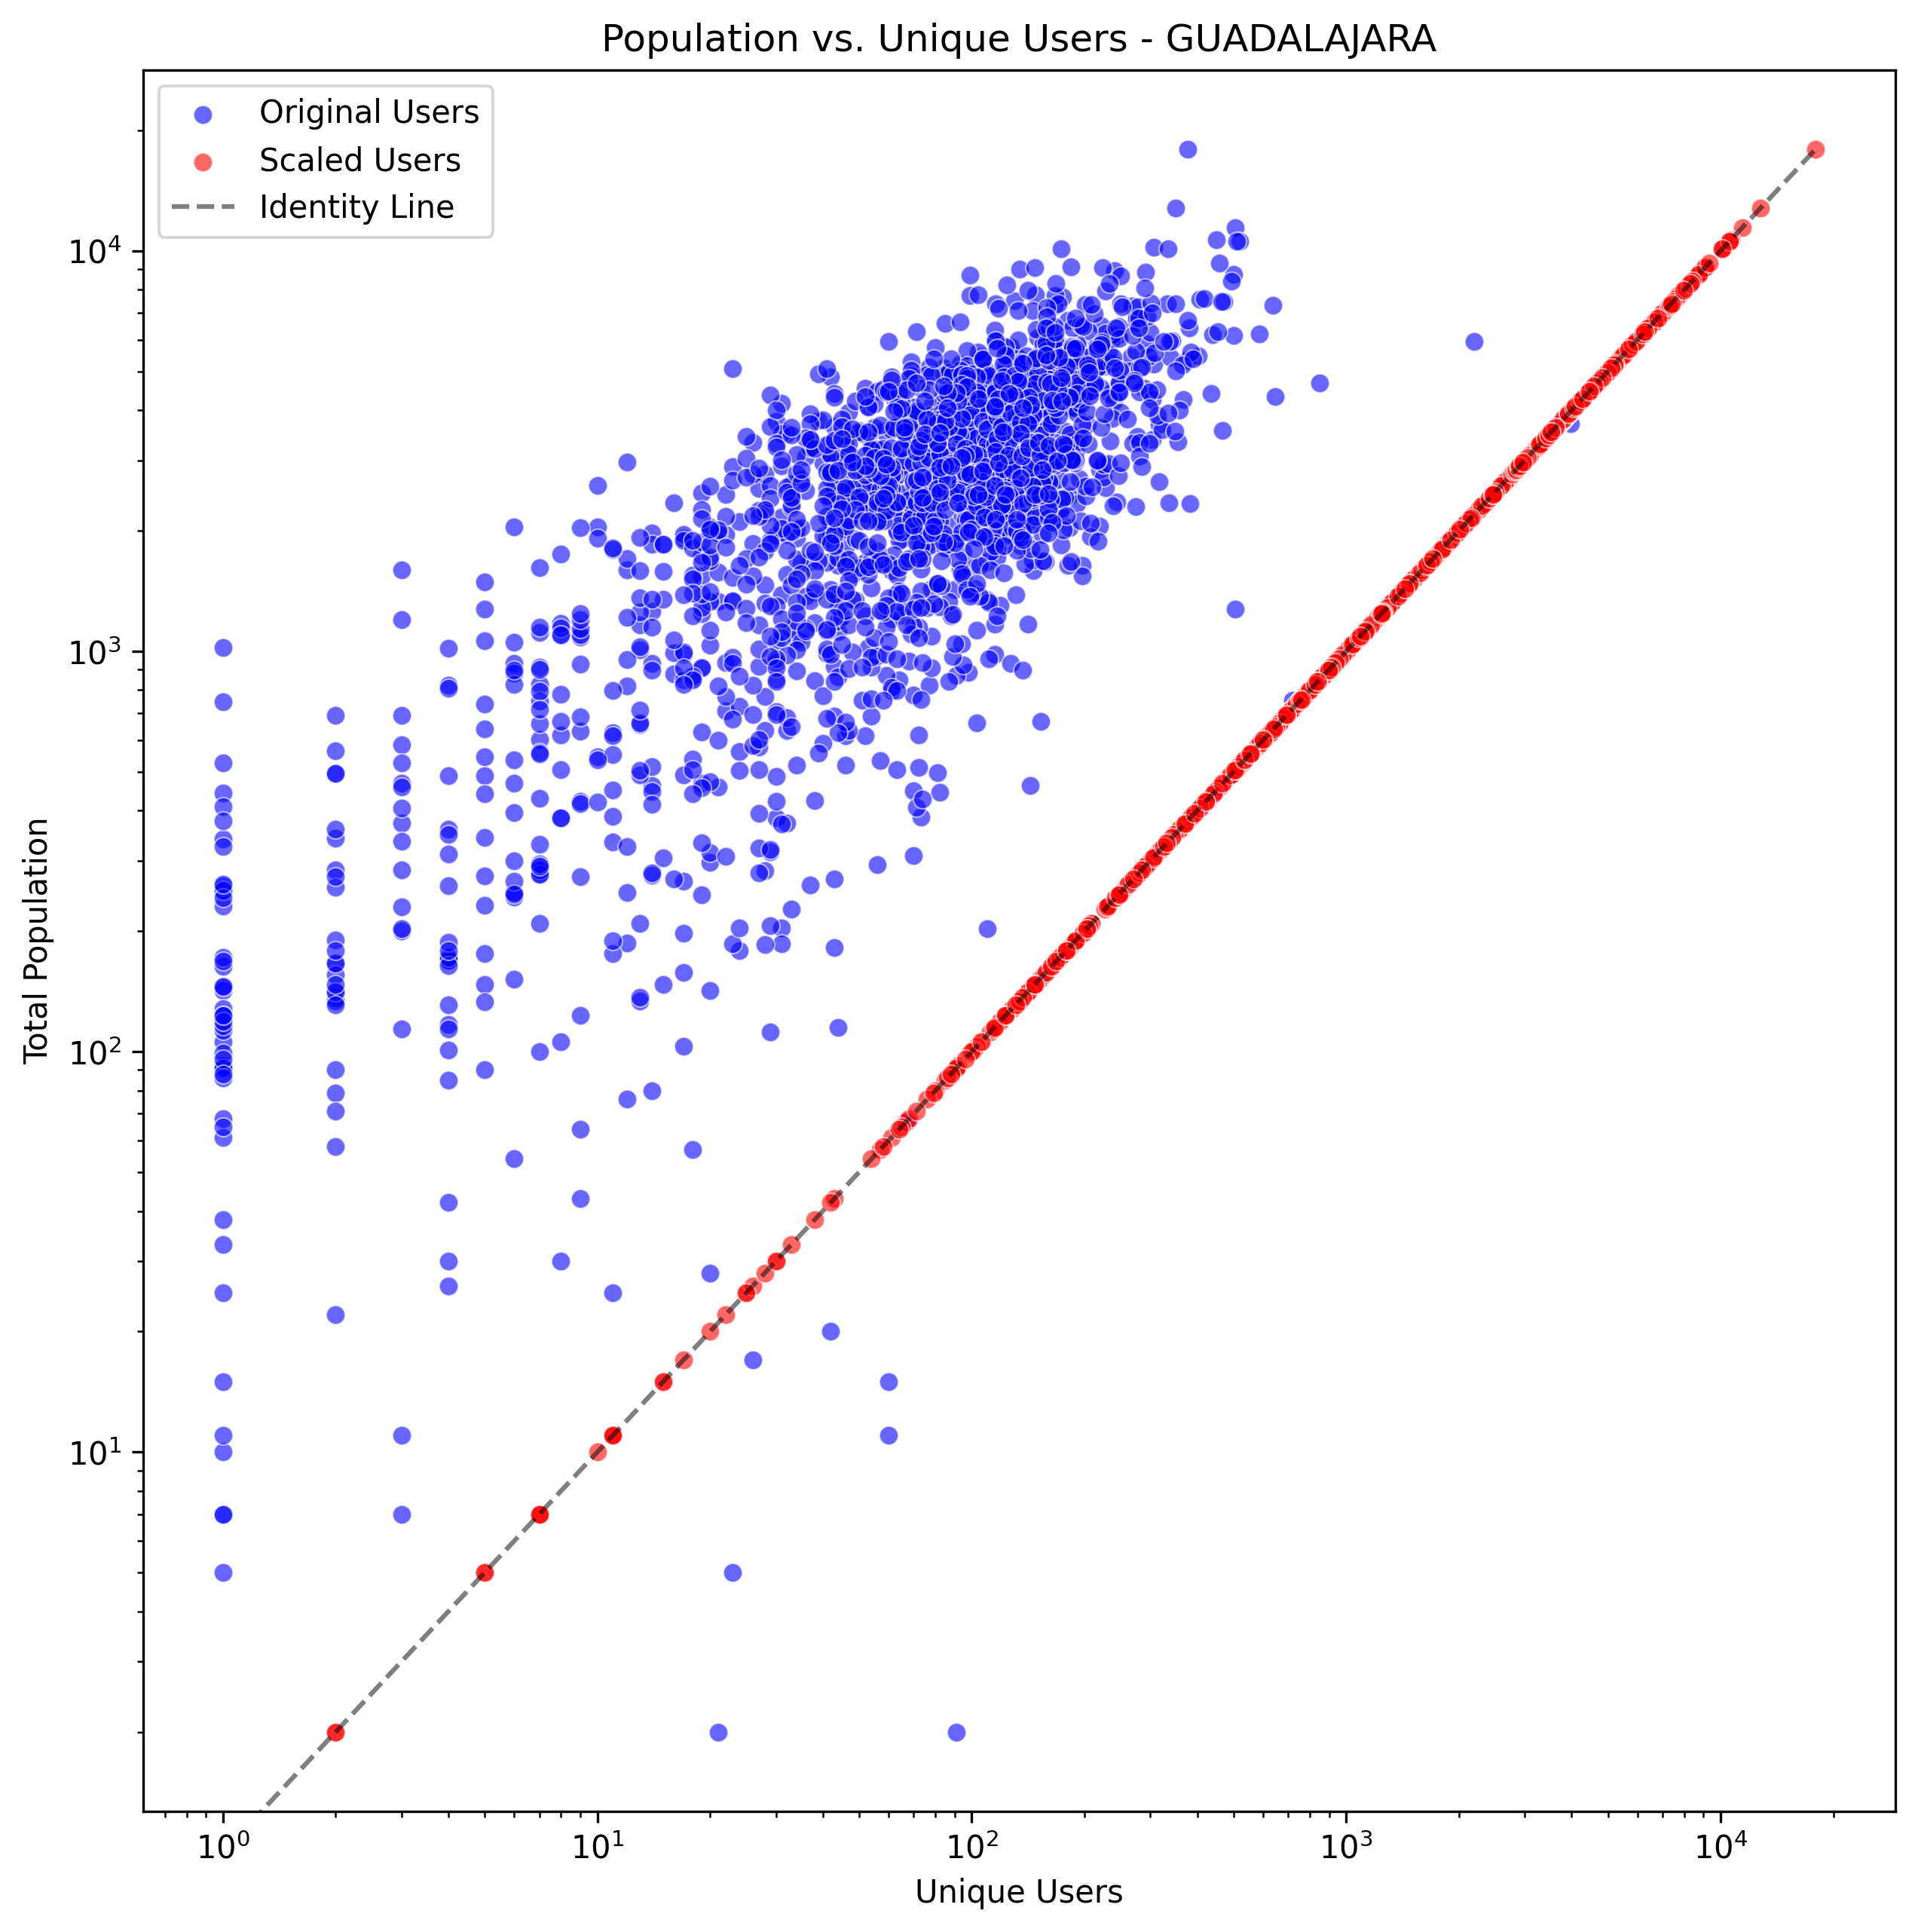 Population vs. Unique Users - GUADALAJARA
Original Users
Scaled Users
Identity Line
Total Population
10⁴
10³
10²
10¹
10⁰
10¹
10²
10³
10⁴
Unique Users